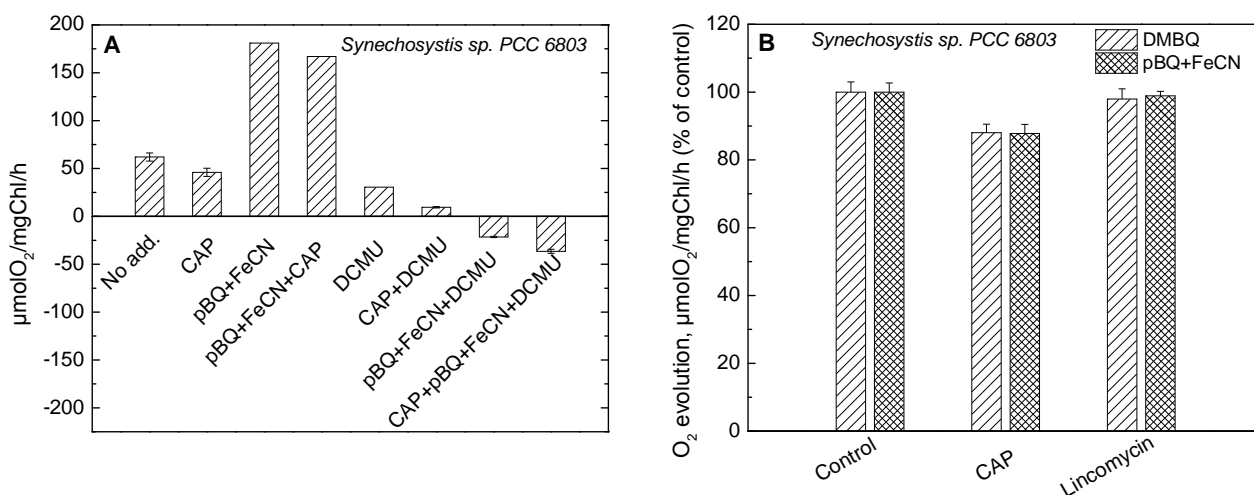 A
Synechosystis sp. PCC 6803
µmolO₂/mgChl/h
200
150
100
50
0
-50
-100
-150
-200
No add.
CAP
pBQ+FeCN
pBQ+FeCN+CAP
DCMU
CAP+DCMU
pBQ+FeCN+DCMU
CAP+pBQ+FeCN+DCMU
B
Synechosystis sp. PCC 6803
DMBQ
pBQ+FeCN
O₂ evolution, µmolO₂/mgChl/h (% of control)
120
100
80
60
40
20
0
Control
CAP
Lincomycin